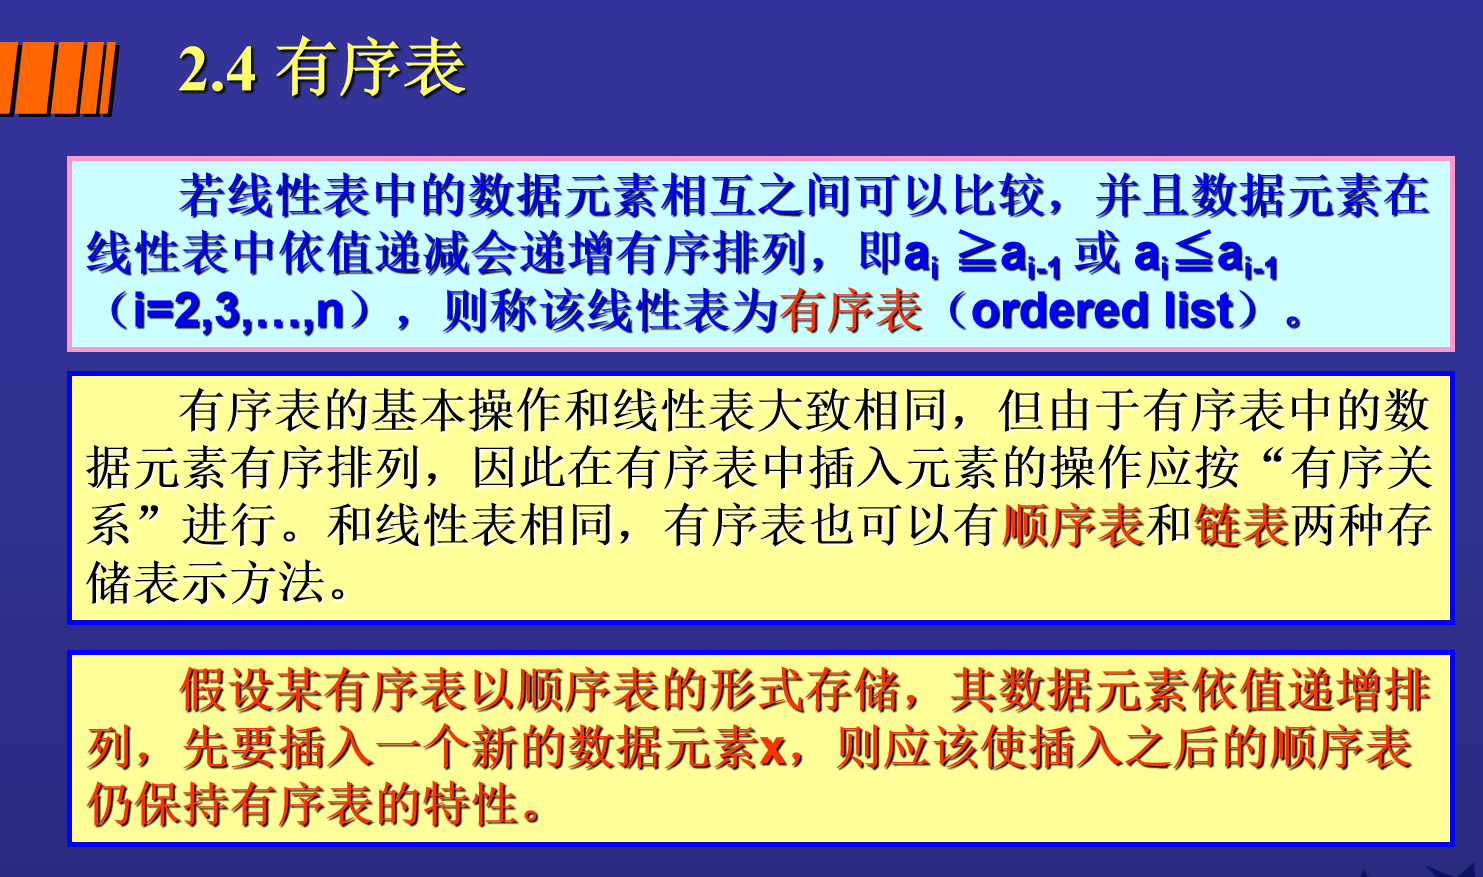 2.4 有序表
若线性表中的数据元素相互之间可以比较，并且数据元素在
线性表中依值递减会递增有序排列，即ai ≧ai-1 或 ai≦ai-1
（i=2,3,…,n），则称该线性表为有序表（ordered list）。
有序表的基本操作和线性表大致相同，但由于有序表中的数
据元素有序排列，因此在有序表中插入元素的操作应按“有序关
系”进行。和线性表相同，有序表也可以有顺序表和链表两种存
储表示方法。
假设某有序表以顺序表的形式存储，其数据元素依值递增排
列，先要插入一个新的数据元素x，则应该使插入之后的顺序表
仍保持有序表的特性。